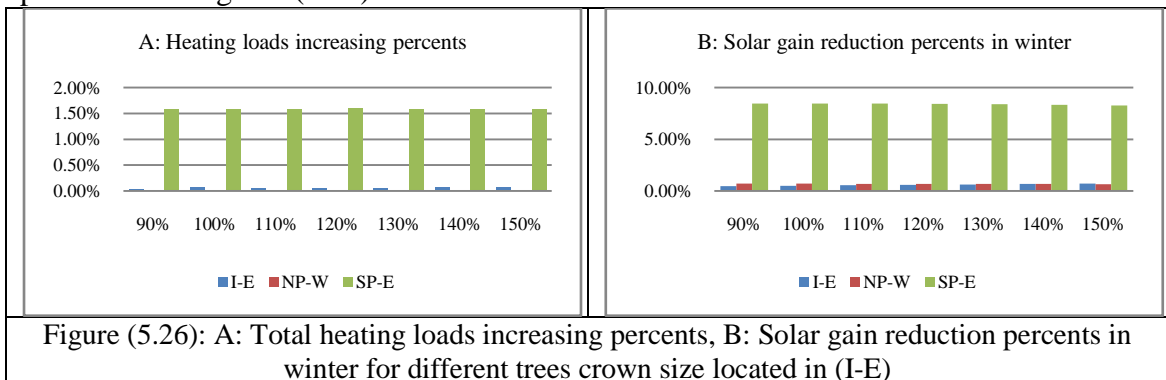 A: Heating loads increasing percents
2.00%
1.50%
1.00%
0.50%
0.00%
90% 100% 110% 120% 130% 140% 150%
I-E NP-W SP-E
B: Solar gain reduction percents in winter
10.00%
5.00%
0.00%
90% 100% 110% 120% 130% 140% 150%
I-E NP-W SP-E
Figure (5.26): A: Total heating loads increasing percents, B: Solar gain reduction percents in
winter for different trees crown size located in (I-E)